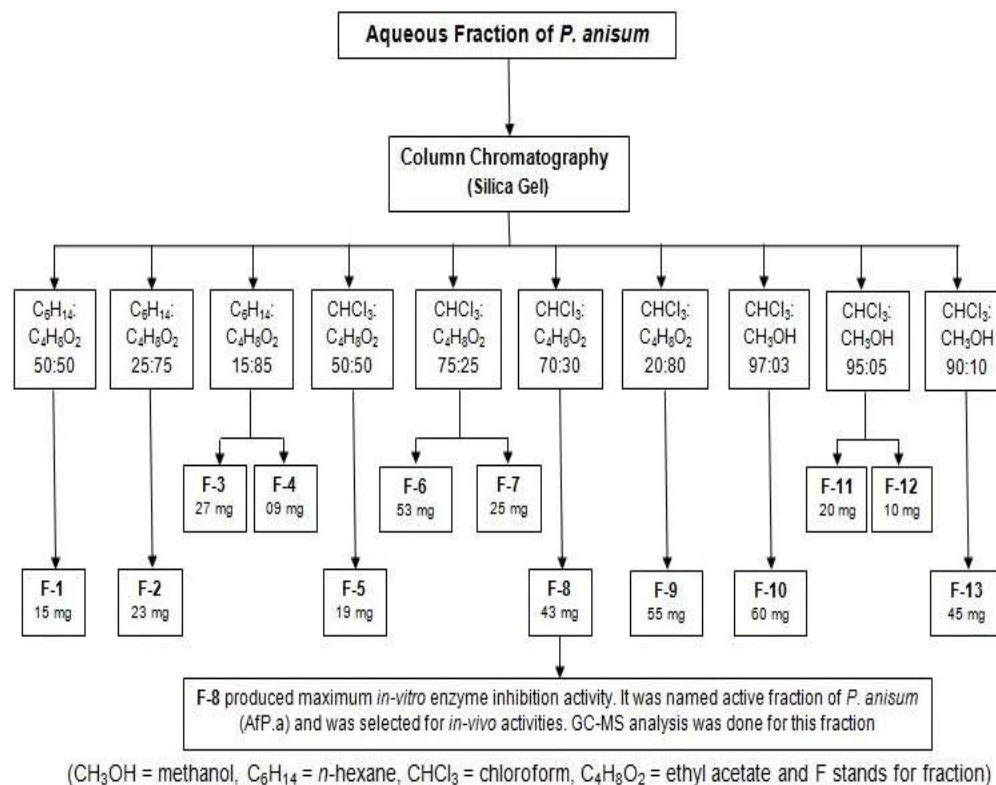 Aqueous Fraction of P. anisum
Column Chromatography
(Silica Gel)
C₆H₁₄:
C₄H₈O₂
50:50
C₆H₁₄:
C₄H₈O₂
25:75
C₆H₁₄:
C₄H₈O₂
15:85
CHCl₃:
C₄H₈O₂
50:50
CHCl₃:
C₄H₈O₂
75:25
CHCl₃:
C₄H₈O₂
70:30
CHCl₃:
C₄H₈O₂
20:80
CHCl₃:
CH₃OH
97:03
CHCl₃:
CH₃OH
95:05
CHCl₃:
CH₃OH
90:10
F-3
27 mg
F-4
09 mg
F-6
53 mg
F-7
25 mg
F-11
20 mg
F-12
10 mg
F-1
15 mg
F-2
23 mg
F-5
19 mg
F-8
43 mg
F-9
55 mg
F-10
60 mg
F-13
45 mg
F-8 produced maximum in-vitro enzyme inhibition activity. It was named active fraction of P. anisum
(AfP.a) and was selected for in-vivo activities. GC-MS analysis was done for this fraction
(CH₃OH = methanol, C₆H₁₄ = n-hexane, CHCl₃ = chloroform, C₄H₈O₂ = ethyl acetate and F stands for fraction)